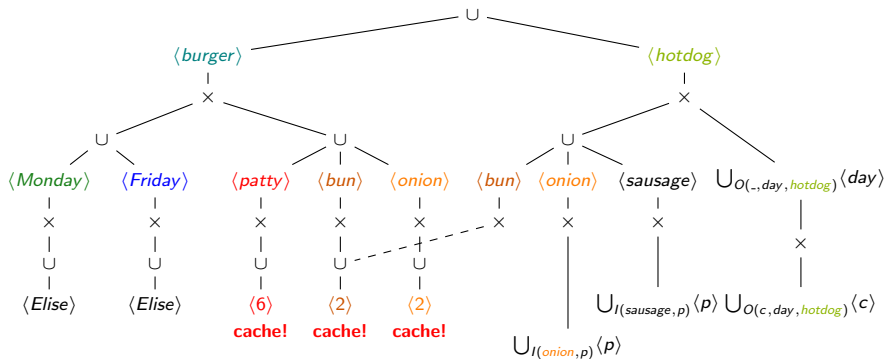 ∪
⟨burger⟩ ⟨hotdog⟩
× ×
∪ ∪ ∪
⟨Monday⟩ ⟨Friday⟩ ⟨patty⟩ ⟨bun⟩ ⟨onion⟩ ⟨bun⟩ ⟨onion⟩ ⟨sausage⟩ ⋃O(_,day,hotdog)⟨day⟩
× × × × × × × ×
×
∪ ∪ ∪ ∪ ∪
⟨Elise⟩ ⟨Elise⟩ ⟨6⟩ ⟨2⟩ ⟨2⟩ ⋃I(sausage,p)⟨p⟩ ⋃O(c,day,hotdog)⟨c⟩
cache! cache! cache!
⋃I(onion,p)⟨p⟩